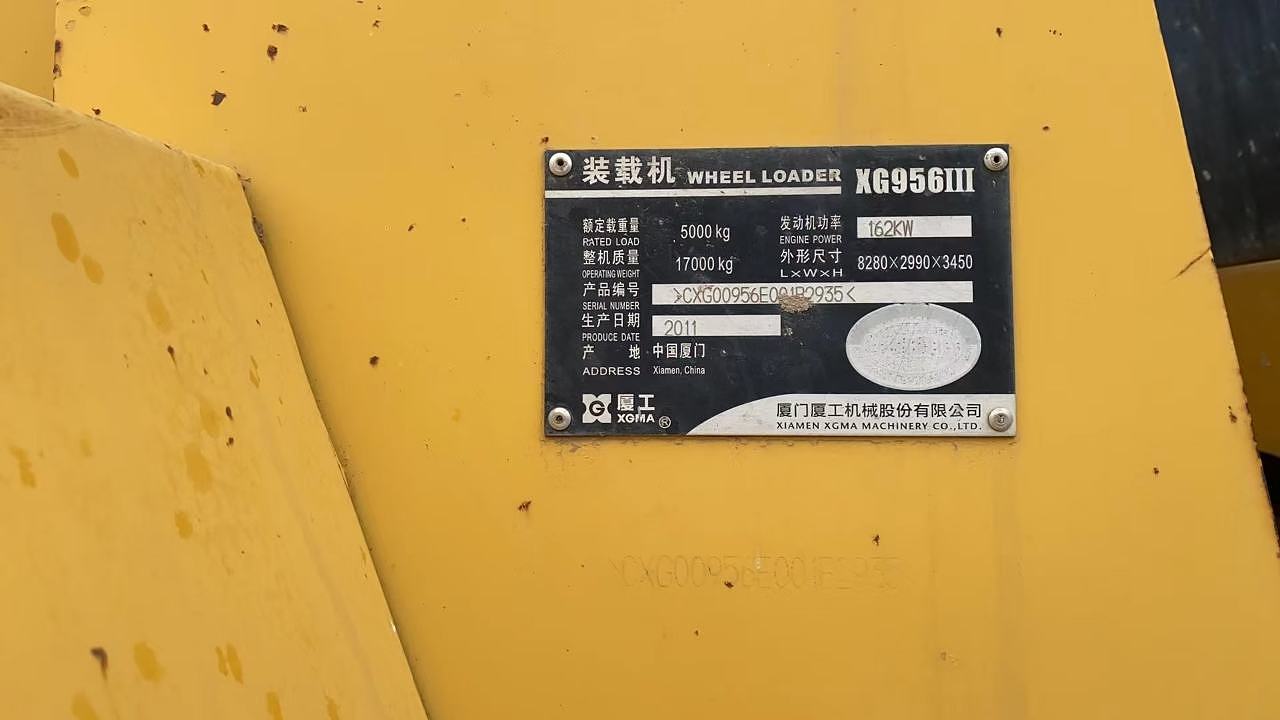 装载机 WHEEL LOADER XG956III
额定载重量 5000 kg 发动机功率 162KW
RATED LOAD ENGINE POWER
整机质量 17000 kg 外形尺寸 8280×2990×3450
OPERATING WEIGHT L×W×H
产品编号
SERIAL NUMBER
生产日期 2011
PRODUCE DATE
产 地 中国厦门
ADDRESS Xiamen, China
厦工 厦门厦工机械股份有限公司
XGMA ® XIAMEN XGMA MACHINERY CO.,LTD.